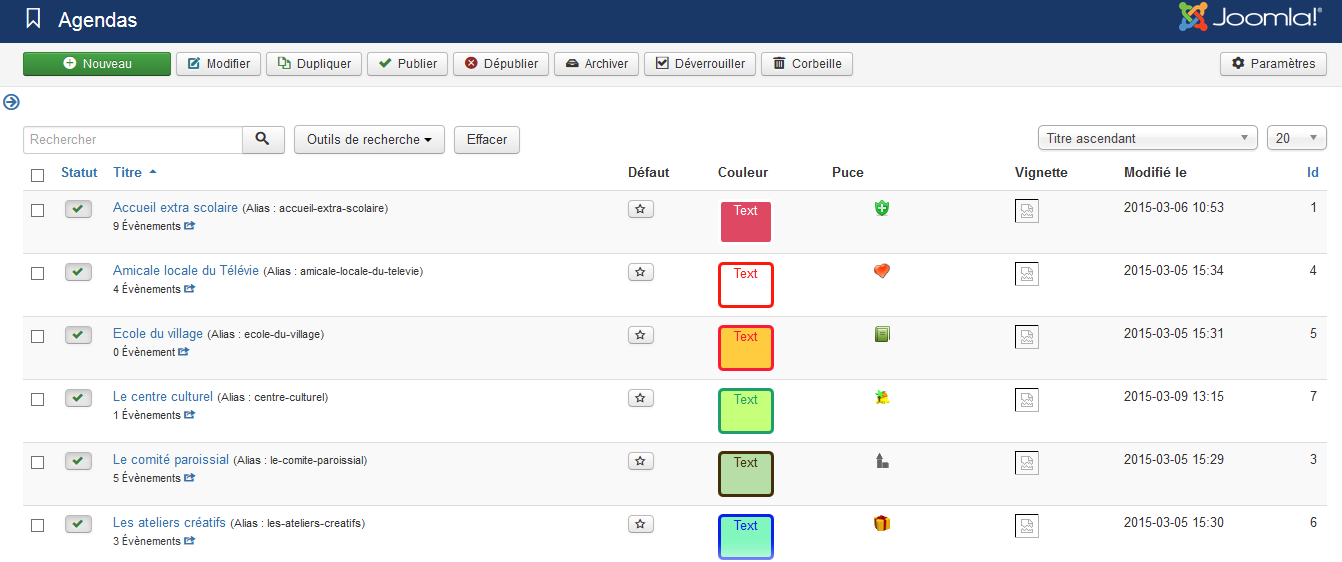 Agendas
Joomla!®
Nouveau Modifier Dupliquer Publier Dépublier Archiver Déverrouiller Corbeille Paramètres
Rechercher Outils de recherche Effacer Titre ascendant 20
Statut Titre Défaut Couleur Puce Vignette Modifié le Id
Accueil extra scolaire (Alias : accueil-extra-scolaire) Text 2015-03-06 10:53 1
9 Évènements
Amicale locale du Télévie (Alias : amicale-locale-du-televie) Text 2015-03-05 15:34 4
4 Évènements
Ecole du village (Alias : ecole-du-village) Text 2015-03-05 15:31 5
0 Évènement
Le centre culturel (Alias : centre-culturel) Text 2015-03-09 13:15 7
1 Évènements
Le comité paroissial (Alias : le-comite-paroissial) Text 2015-03-05 15:29 3
5 Évènements
Les ateliers créatifs (Alias : les-ateliers-creatifs) Text 2015-03-05 15:30 6
3 Évènements